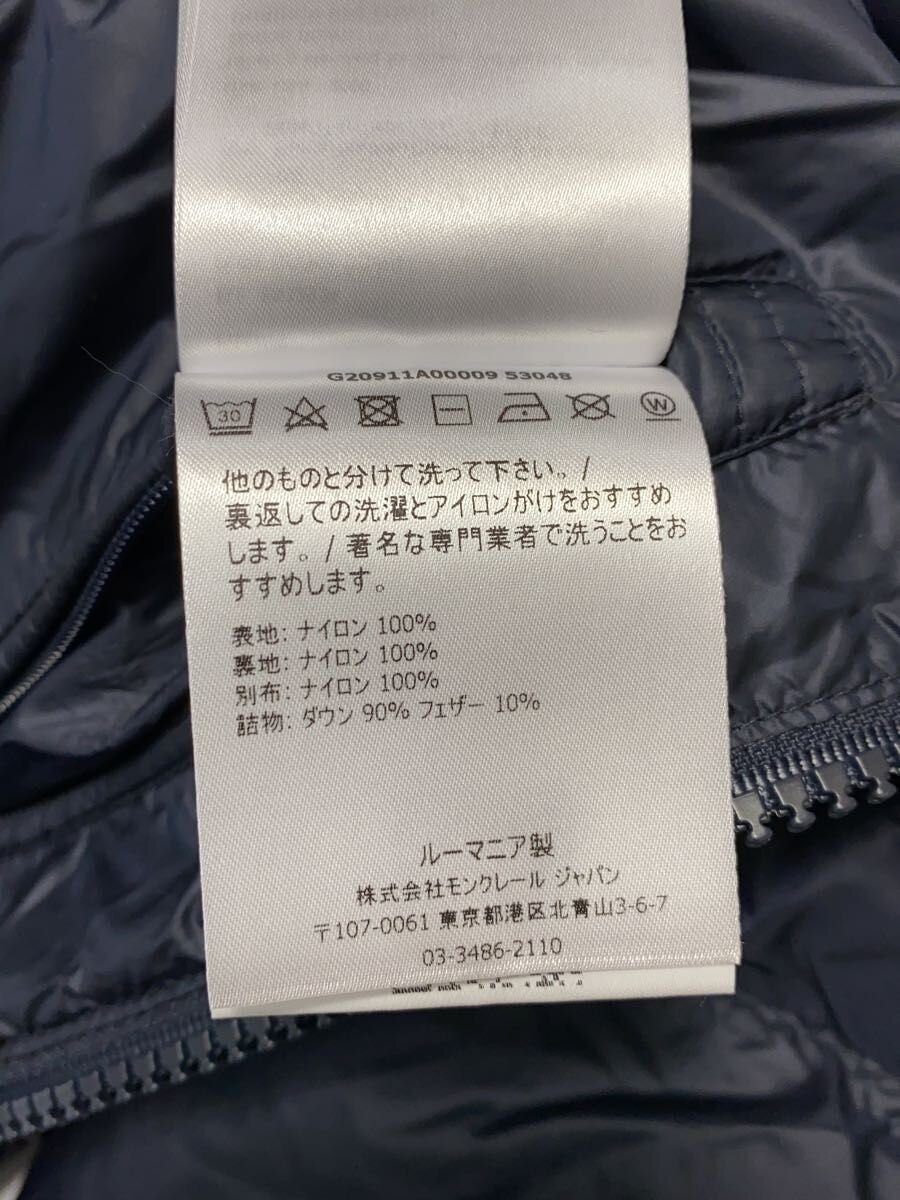 G20911A00009 53048
30
W
他のものと分けて洗って下さい。/
裏返しての洗濯とアイロンがけをおすすめ
します。/ 著名な専門業者で洗うことをお
すすめします。
表地: ナイロン 100%
裏地: ナイロン 100%
別布: ナイロン 100%
詰物: ダウン 90% フェザー 10%
ルーマニア製
株式会社モンクレール ジャパン
〒107-0061 東京都港区北青山3-6-7
03-3486-2110